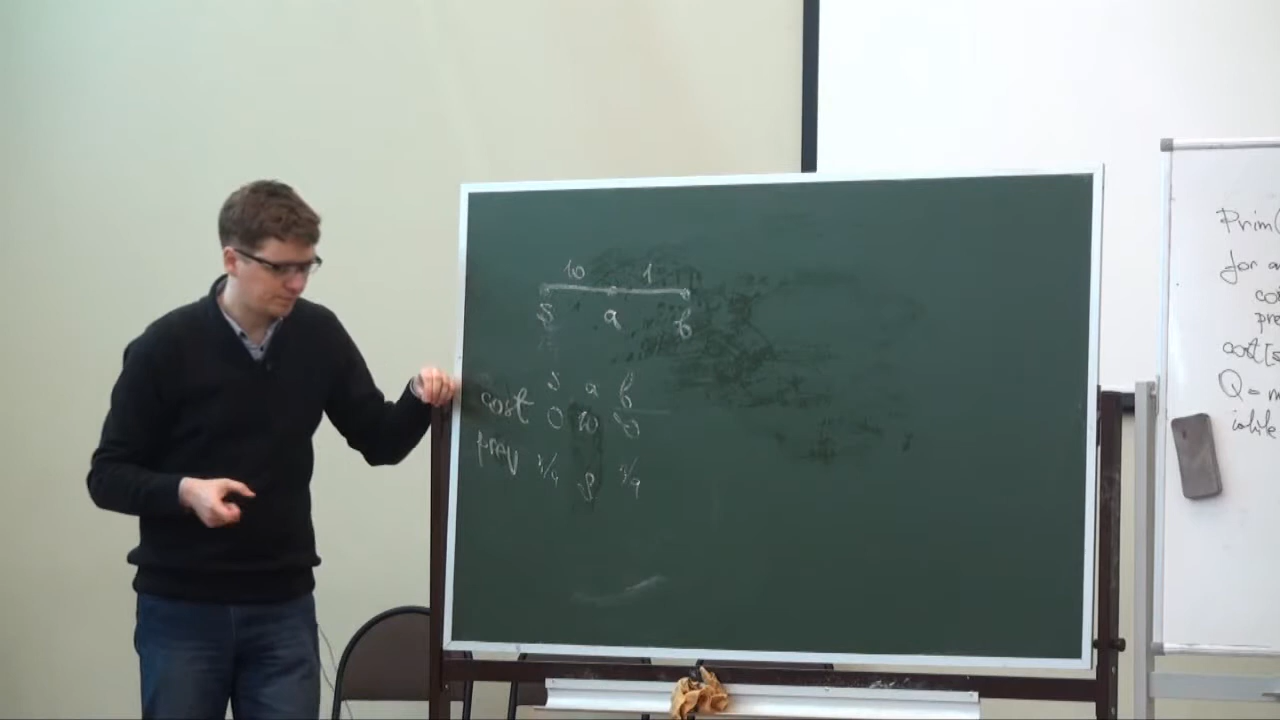 10 1
s a b
s a b
cost 0 10 ∞
prev n/a s n/a
Prim(
for a
co
pre
cost[s
Q = m
while